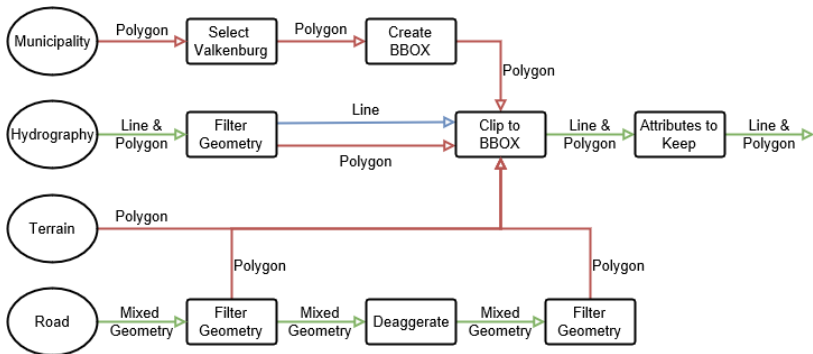 Municipality
Polygon
Select
Valkenburg
Polygon
Create
BBOX
Polygon
Hydrography
Line &
Polygon
Filter
Geometry
Line
Polygon
Clip to
BBOX
Line &
Polygon
Attributes to
Keep
Line &
Polygon
Terrain
Polygon
Polygon
Polygon
Road
Mixed
Geometry
Filter
Geometry
Mixed
Geometry
Deaggerate
Mixed
Geometry
Filter
Geometry